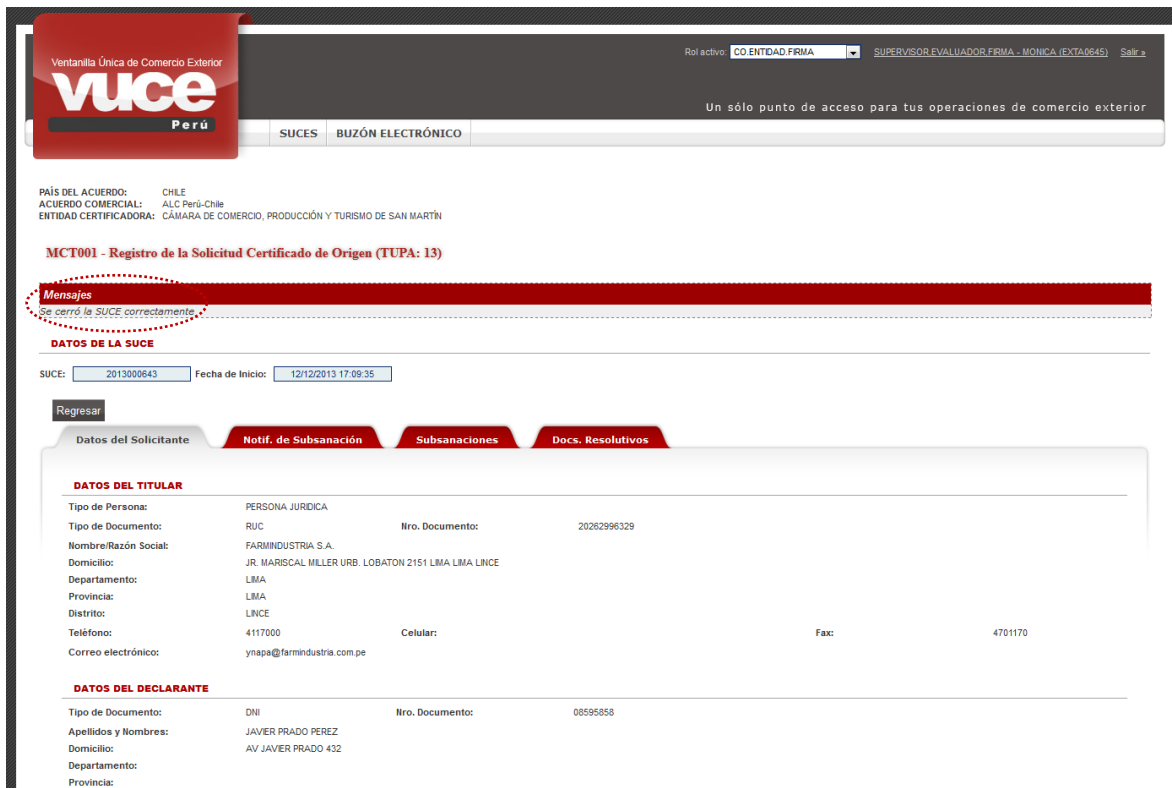 Ventanilla Única de Comercio Exterior
vuce
Perú
Rol activo: CO.ENTIDAD.FIRMA SUPERVISOR.EVALUADOR.FIRMA - MONICA (EXTA0645) Salir »
Un sólo punto de acceso para tus operaciones de comercio exterior
SUCES BUZÓN ELECTRÓNICO
PAÍS DEL ACUERDO: CHILE
ACUERDO COMERCIAL: ALC Perú-Chile
ENTIDAD CERTIFICADORA: CÁMARA DE COMERCIO, PRODUCCIÓN Y TURISMO DE SAN MARTÍN
MCT001 - Registro de la Solicitud Certificado de Origen (TUPA: 13)
Mensajes
Se cerró la SUCE correctamente
DATOS DE LA SUCE
SUCE: 2013000643 Fecha de Inicio: 12/12/2013 17:09:35
Regresar
Datos del Solicitante Notif. de Subsanación Subsanaciones Docs. Resolutivos
DATOS DEL TITULAR
Tipo de Persona: PERSONA JURIDICA
Tipo de Documento: RUC Nro. Documento: 20262996329
Nombre/Razón Social: FARMINDUSTRIA S.A.
Domicilio: JR. MARISCAL MILLER URB. LOBATON 2151 LIMA LIMA LINCE
Departamento: LIMA
Provincia: LIMA
Distrito: LINCE
Teléfono: 4117000 Celular: Fax: 4701170
Correo electrónico: ynapa@farmindustria.com.pe
DATOS DEL DECLARANTE
Tipo de Documento: DNI Nro. Documento: 08595858
Apellidos y Nombres: JAVIER PRADO PEREZ
Domicilio: AV JAVIER PRADO 432
Departamento:
Provincia: